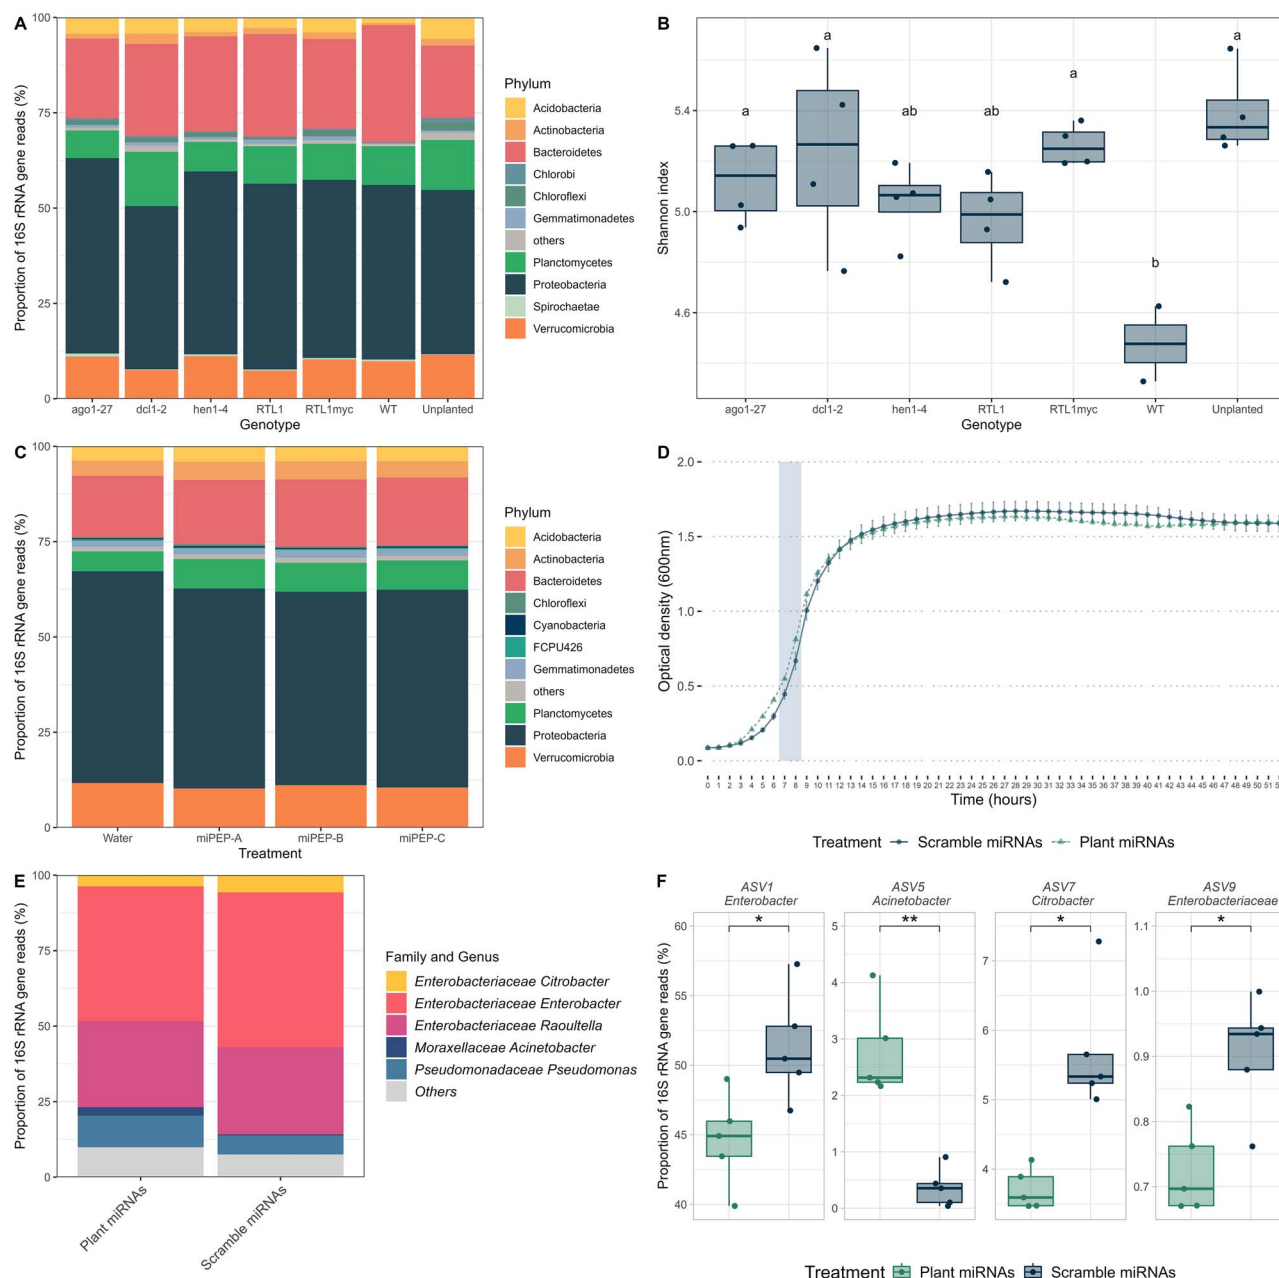 A
Proportion of 16S rRNA gene reads (%)
100
75
50
25
0
ago1-27 dcl1-2 hen1-4 RTL1 RTL1myc WT Unplanted
Genotype
Phylum
Acidobacteria
Actinobacteria
Bacteroidetes
Chlorobi
Chloroflexi
Gemmatimonadetes
others
Planctomycetes
Proteobacteria
Spirochaetae
Verrucomicrobia
B
Shannon index
5.4
5.0
4.6
a a ab ab a b a
ago1-27 dcl1-2 hen1-4 RTL1 RTL1myc WT Unplanted
Genotype
C
Proportion of 16S rRNA gene reads (%)
100
75
50
25
0
Water miPEP-A miPEP-B miPEP-C
Treatment
Phylum
Acidobacteria
Actinobacteria
Bacteroidetes
Chloroflexi
Cyanobacteria
FCPU426
Gemmatimonadetes
others
Planctomycetes
Proteobacteria
Verrucomicrobia
D
Optical density (600nm)
2.0
1.5
1.0
0.5
0.0
0 1 2 3 4 5 6 7 8 9 10 11 12 13 14 15 16 17 18 19 20 21 22 23 24 25 26 27 28 29 30 31 32 33 34 35 36 37 38 39 40 41 42 43 44 45 46 47 48 49 50 51
Time (hours)
Treatment Scramble miRNAs Plant miRNAs
E
Proportion of 16S rRNA gene reads (%)
100
75
50
25
0
Plant miRNAs
Scramble miRNAs
Family and Genus
Enterobacteriaceae Citrobacter
Enterobacteriaceae Enterobacter
Enterobacteriaceae Raoultella
Moraxellaceae Acinetobacter
Pseudomonadaceae Pseudomonas
Others
F
Proportion of 16S rRNA gene reads (%)
ASV1
Enterobacter
*
60
55
50
45
40
ASV5
Acinetobacter
**
5
4
3
2
1
0
ASV7
Citrobacter
*
7
6
5
4
ASV9
Enterobacteriaceae
*
1.1
1.0
0.9
0.8
0.7
Treatment Plant miRNAs Scramble miRNAs